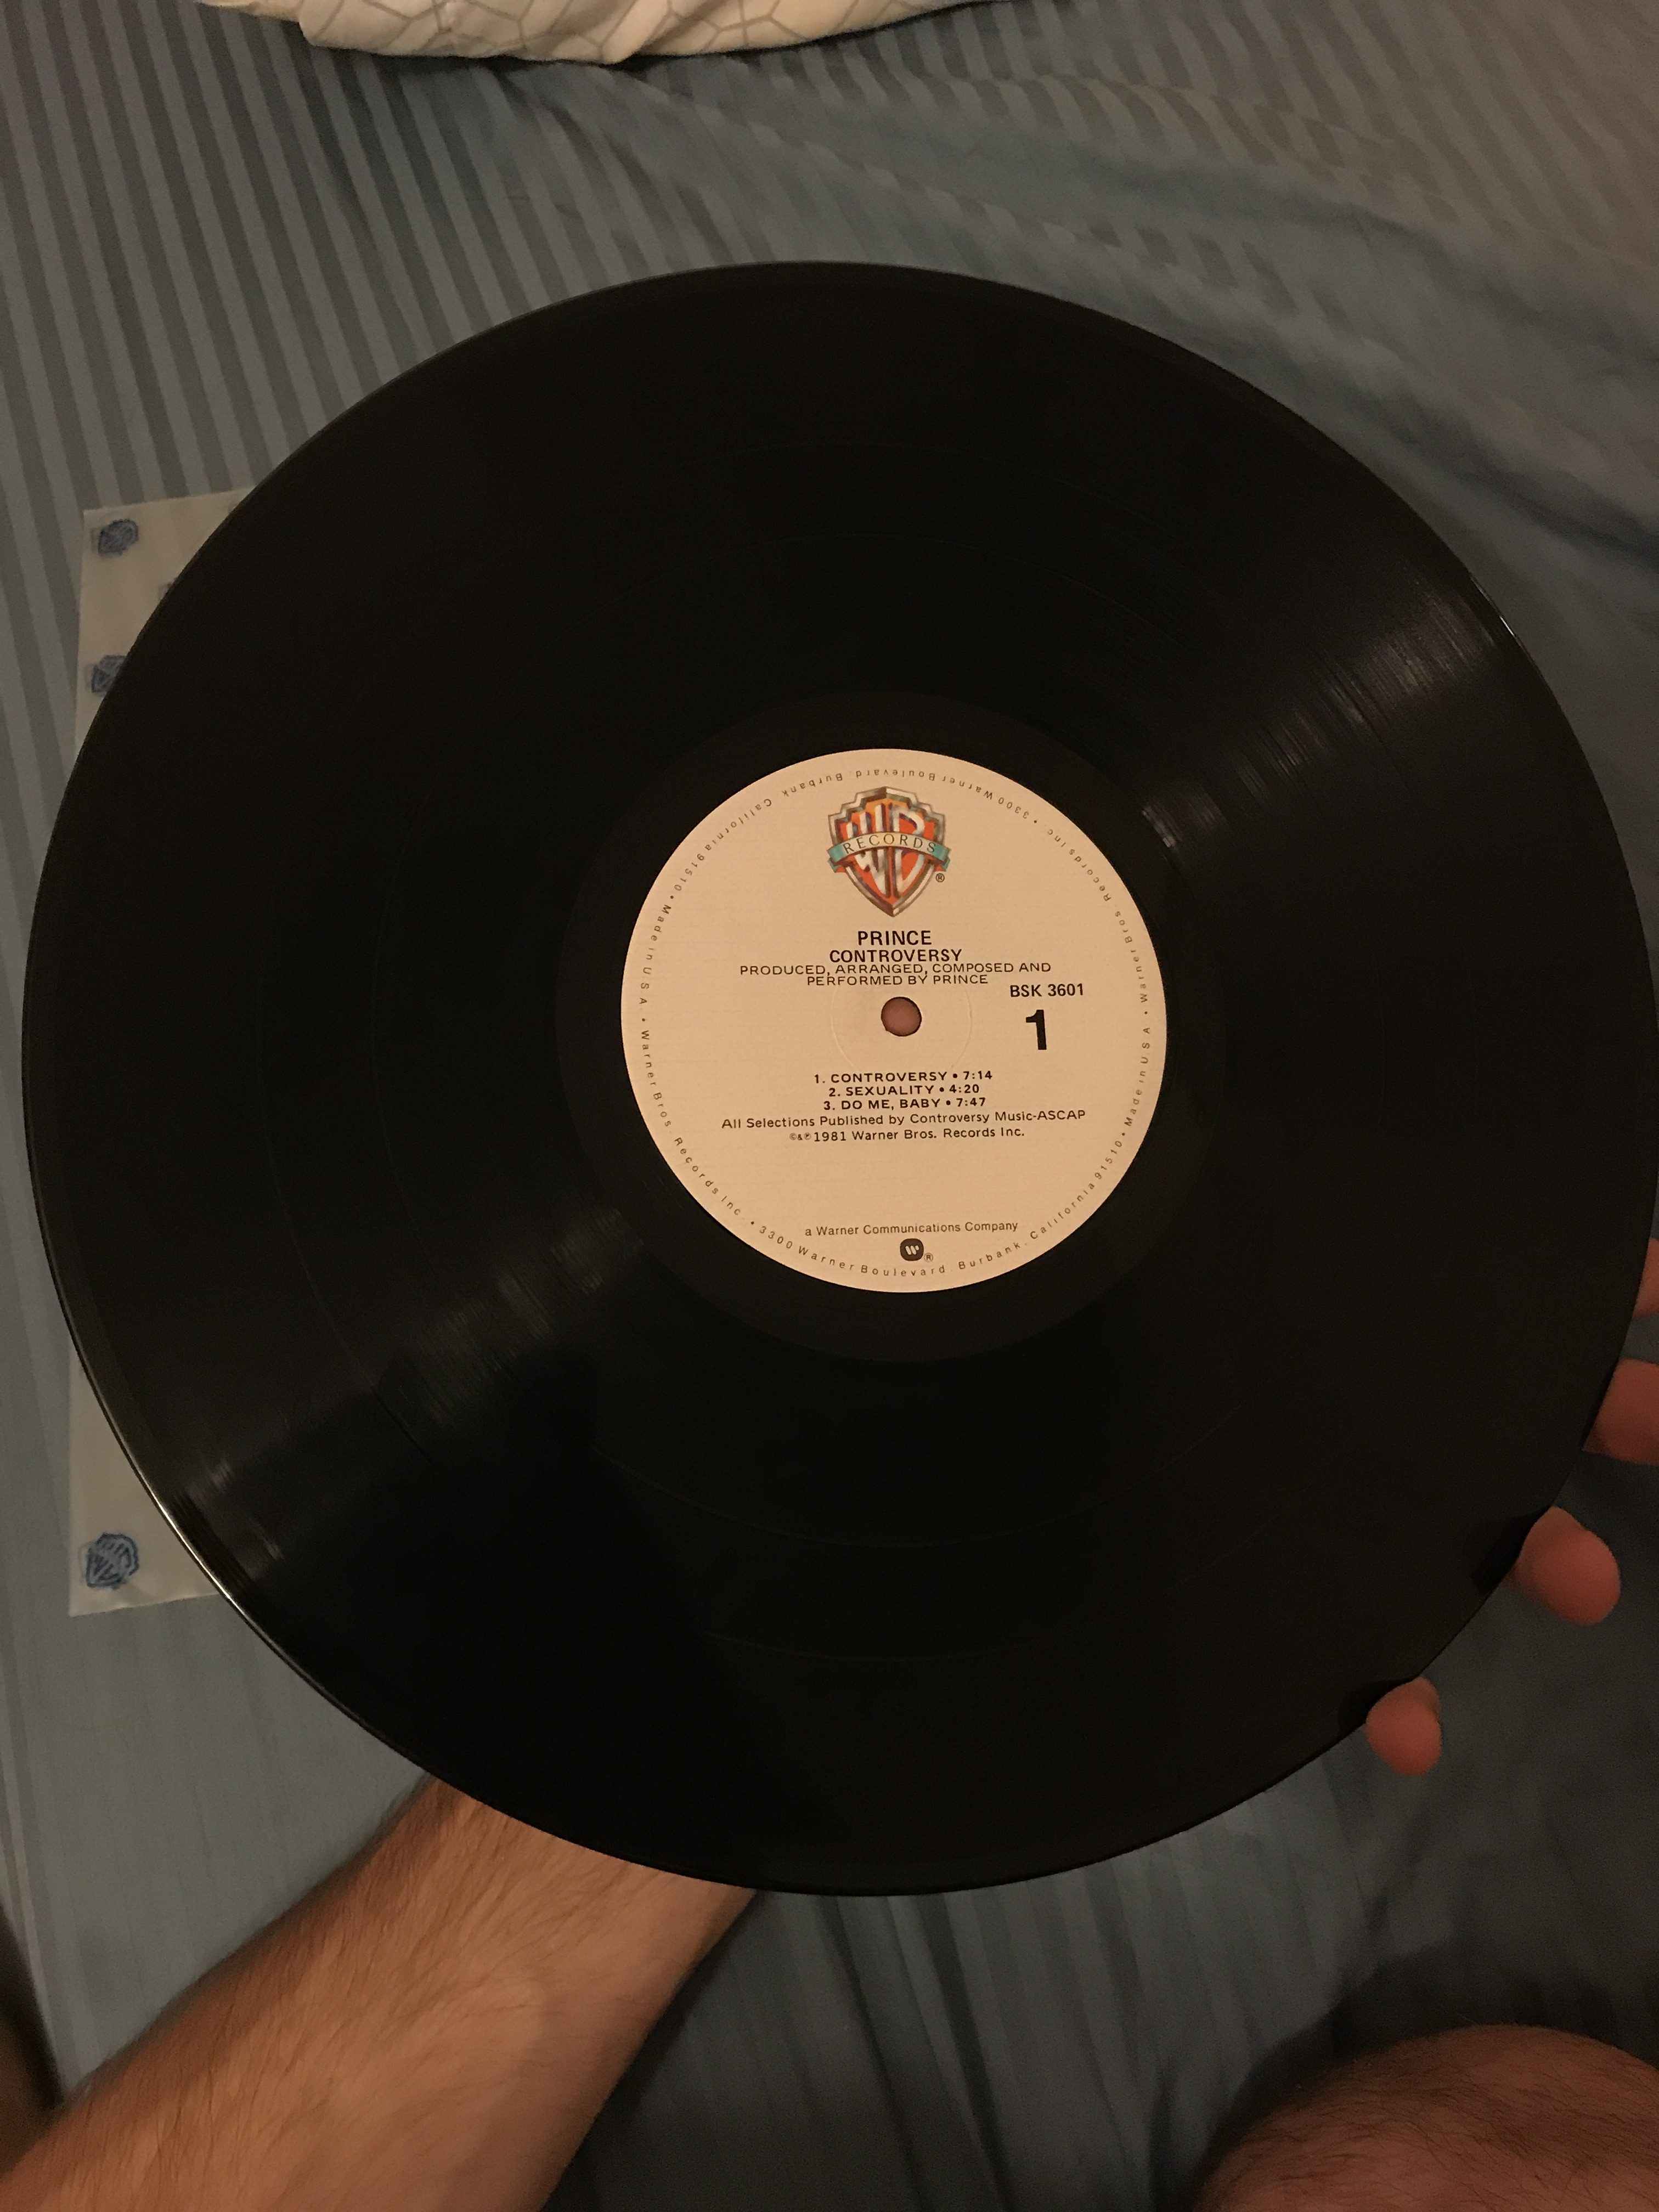 WB
RECORDS
®
PRINCE
CONTROVERSY
PRODUCED, ARRANGED, COMPOSED AND
PERFORMED BY PRINCE
BSK 3601
1
1. CONTROVERSY • 7:14
2. SEXUALITY • 4:20
3. DO ME, BABY • 7:47
All Selections Published by Controversy Music-ASCAP
©&℗ 1981 Warner Bros. Records Inc.
a Warner Communications Company
W®
Made in U.S.A. • Warner Bros. Records Inc. • 3300 Warner Boulevard, Burbank, California 91510 • Made in U.S.A. • Warner Bros. Records Inc. • 3300 Warner Boulevard, Burbank, California 91510 •